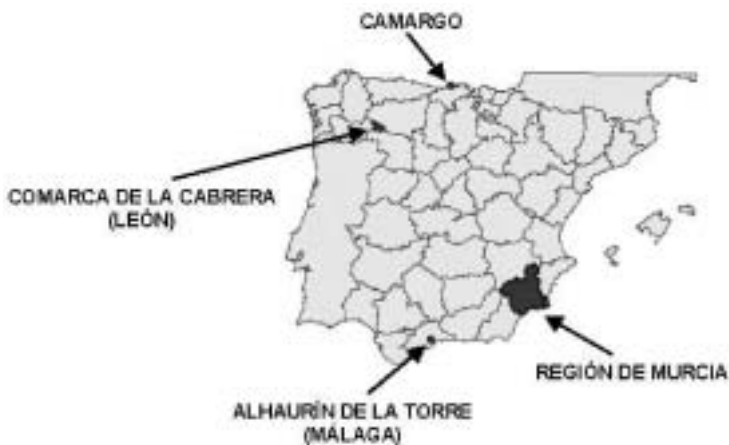 CAMARGO
COMARCA DE LA CABRERA
(LEÓN)
REGIÓN DE MURCIA
ALHAURÍN DE LA TORRE
(MÁLAGA)